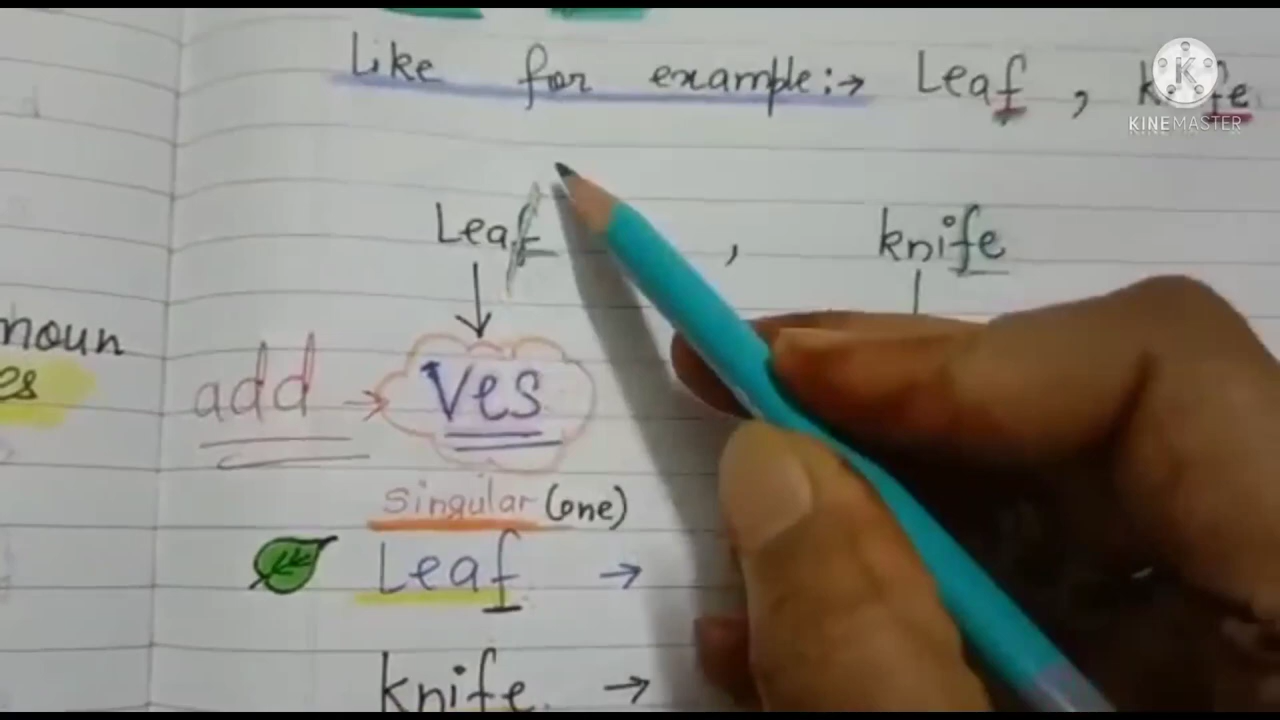 Like for example:→ Leaf , knife
KINEMASTER
Leaf , knife
noun
es
add → Ves
singular (one)
Leaf →
knife →